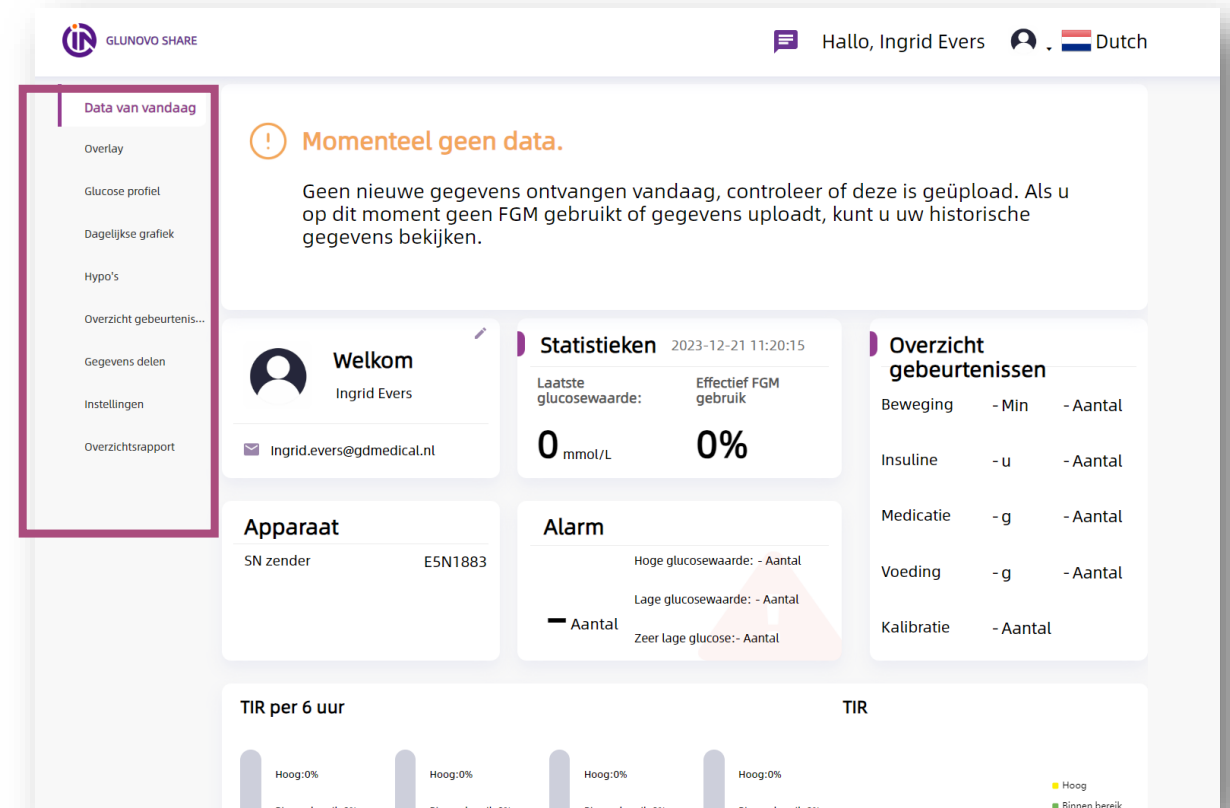 GLUNOVO SHARE
Hallo, Ingrid Evers
Dutch
Data van vandaag
Overlay
Glucose profiel
Dagelijkse grafiek
Hypo's
Overzicht gebeurtenis...
Gegevens delen
Instellingen
Overzichtsrapport
Momenteel geen data.
Geen nieuwe gegevens ontvangen vandaag, controleer of deze is geüpload. Als u
op dit moment geen FGM gebruikt of gegevens uploadt, kunt u uw historische
gegevens bekijken.
Welkom
Ingrid Evers
Ingrid.evers@gdmedical.nl
Statistieken 2023-12-21 11:20:15
Laatste
glucosewaarde:
0 mmol/L
Effectief FGM
gebruik
0%
Overzicht
gebeurtenissen
Beweging - Min - Aantal
Insuline - u - Aantal
Medicatie - g - Aantal
Voeding - g - Aantal
Kalibratie - Aantal
Apparaat
SN zender E5N1883
Alarm
– Aantal
Hoge glucosewaarde: - Aantal
Lage glucosewaarde: - Aantal
Zeer lage glucose:- Aantal
TIR per 6 uur
TIR
Hoog:0%
Hoog:0%
Hoog:0%
Hoog:0%
Hoog
Binnen bereik